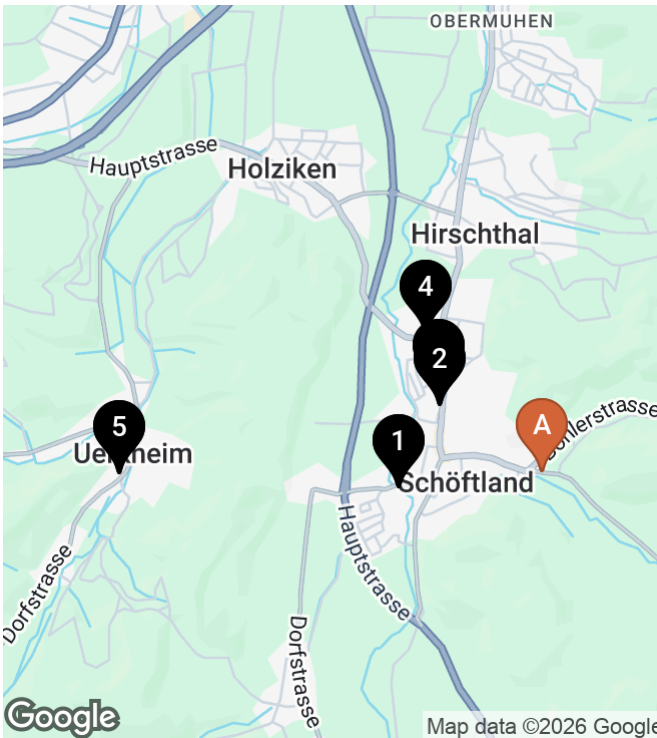 OBERMUHEN
Hauptstrasse
Holziken
Hirschthal
4
2
5
A
1
Schöftland
Hauptstrasse
Dorfstrasse
Dorfstrasse
Google
Map data ©2026 Google